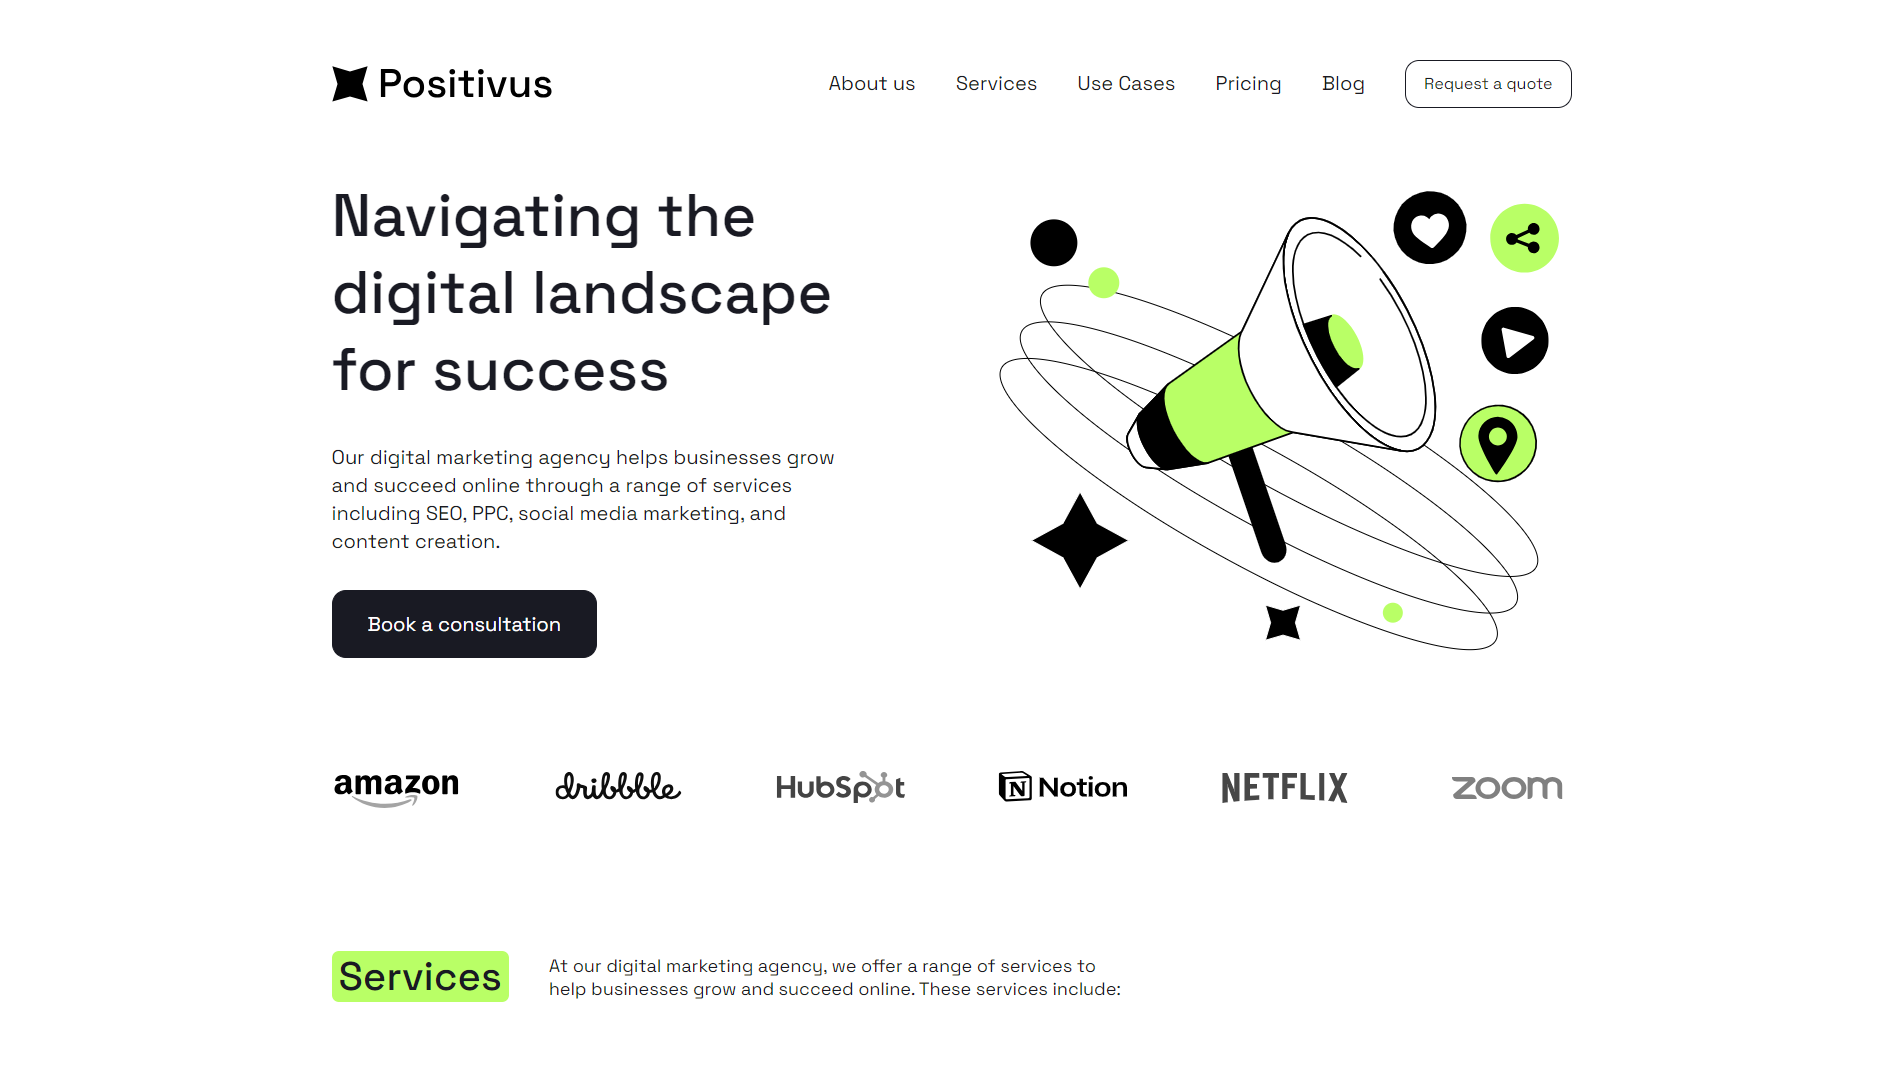 Positivus
About us
Services
Use Cases
Pricing
Blog
Request a quote
Navigating the
digital landscape
for success
Our digital marketing agency helps businesses grow
and succeed online through a range of services
including SEO, PPC, social media marketing, and
content creation.
Book a consultation
amazon
dribbble
HubSpot
N Notion
NETFLIX
zoom
Services
At our digital marketing agency, we offer a range of services to
help businesses grow and succeed online. These services include: